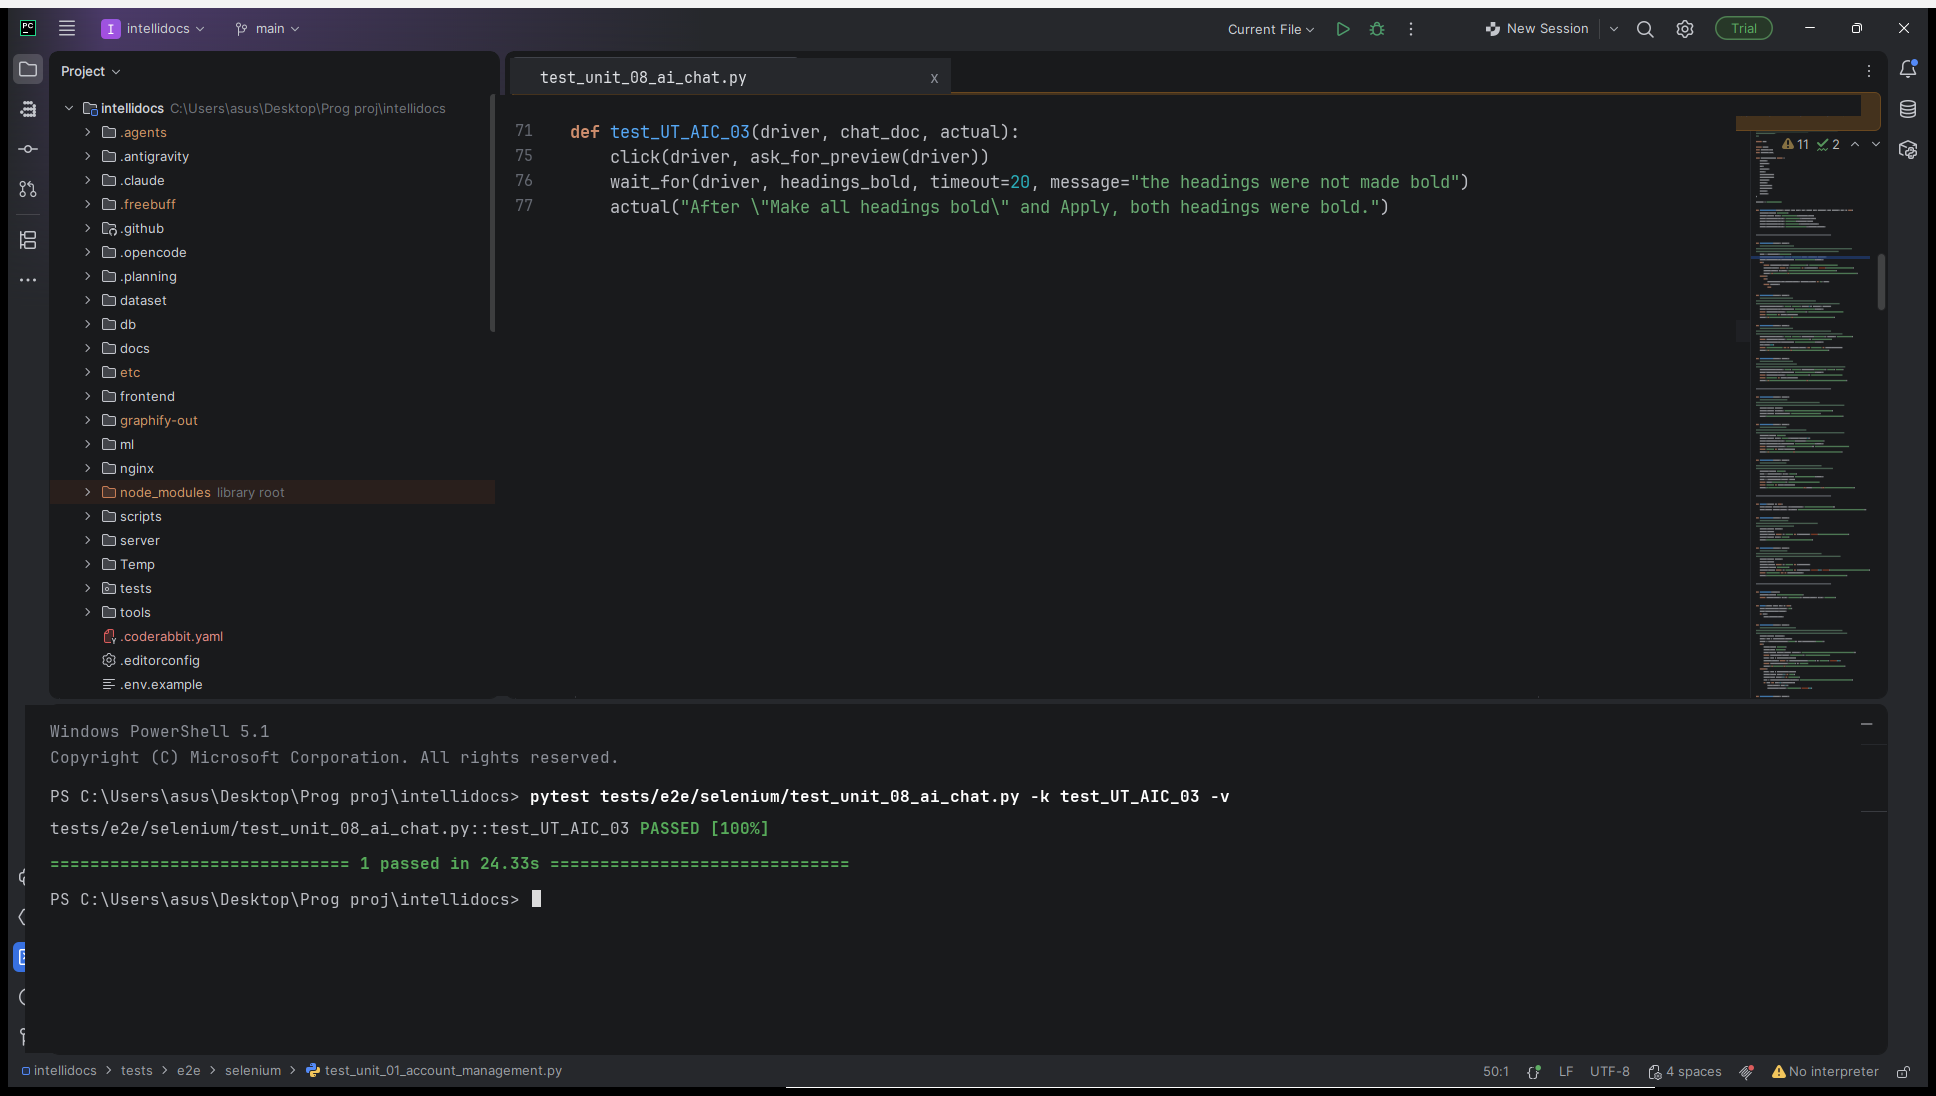 PC
I intellidocs main Current File New Session Trial
Project
test_unit_08_ai_chat.py x
intellidocs C:\Users\asus\Desktop\Prog proj\intellidocs
.agents
.antigravity
.claude
.freebuff
.github
.opencode
.planning
dataset
db
docs
etc
frontend
graphify-out
ml
nginx
node_modules library root
scripts
server
Temp
tests
tools
.coderabbit.yaml
.editorconfig
.env.example
71 def test_UT_AIC_03(driver, chat_doc, actual):
75 click(driver, ask_for_preview(driver))
76 wait_for(driver, headings_bold, timeout=20, message="the headings were not made bold")
77 actual("After \"Make all headings bold\" and Apply, both headings were bold.")
11 2
Windows PowerShell 5.1
Copyright (C) Microsoft Corporation. All rights reserved.
PS C:\Users\asus\Desktop\Prog proj\intellidocs> pytest tests/e2e/selenium/test_unit_08_ai_chat.py -k test_UT_AIC_03 -v
tests/e2e/selenium/test_unit_08_ai_chat.py::test_UT_AIC_03 PASSED [100%]
============================== 1 passed in 24.33s ==============================
PS C:\Users\asus\Desktop\Prog proj\intellidocs>
intellidocs > tests > e2e > selenium > test_unit_01_account_management.py 50:1 LF UTF-8 4 spaces No interpreter